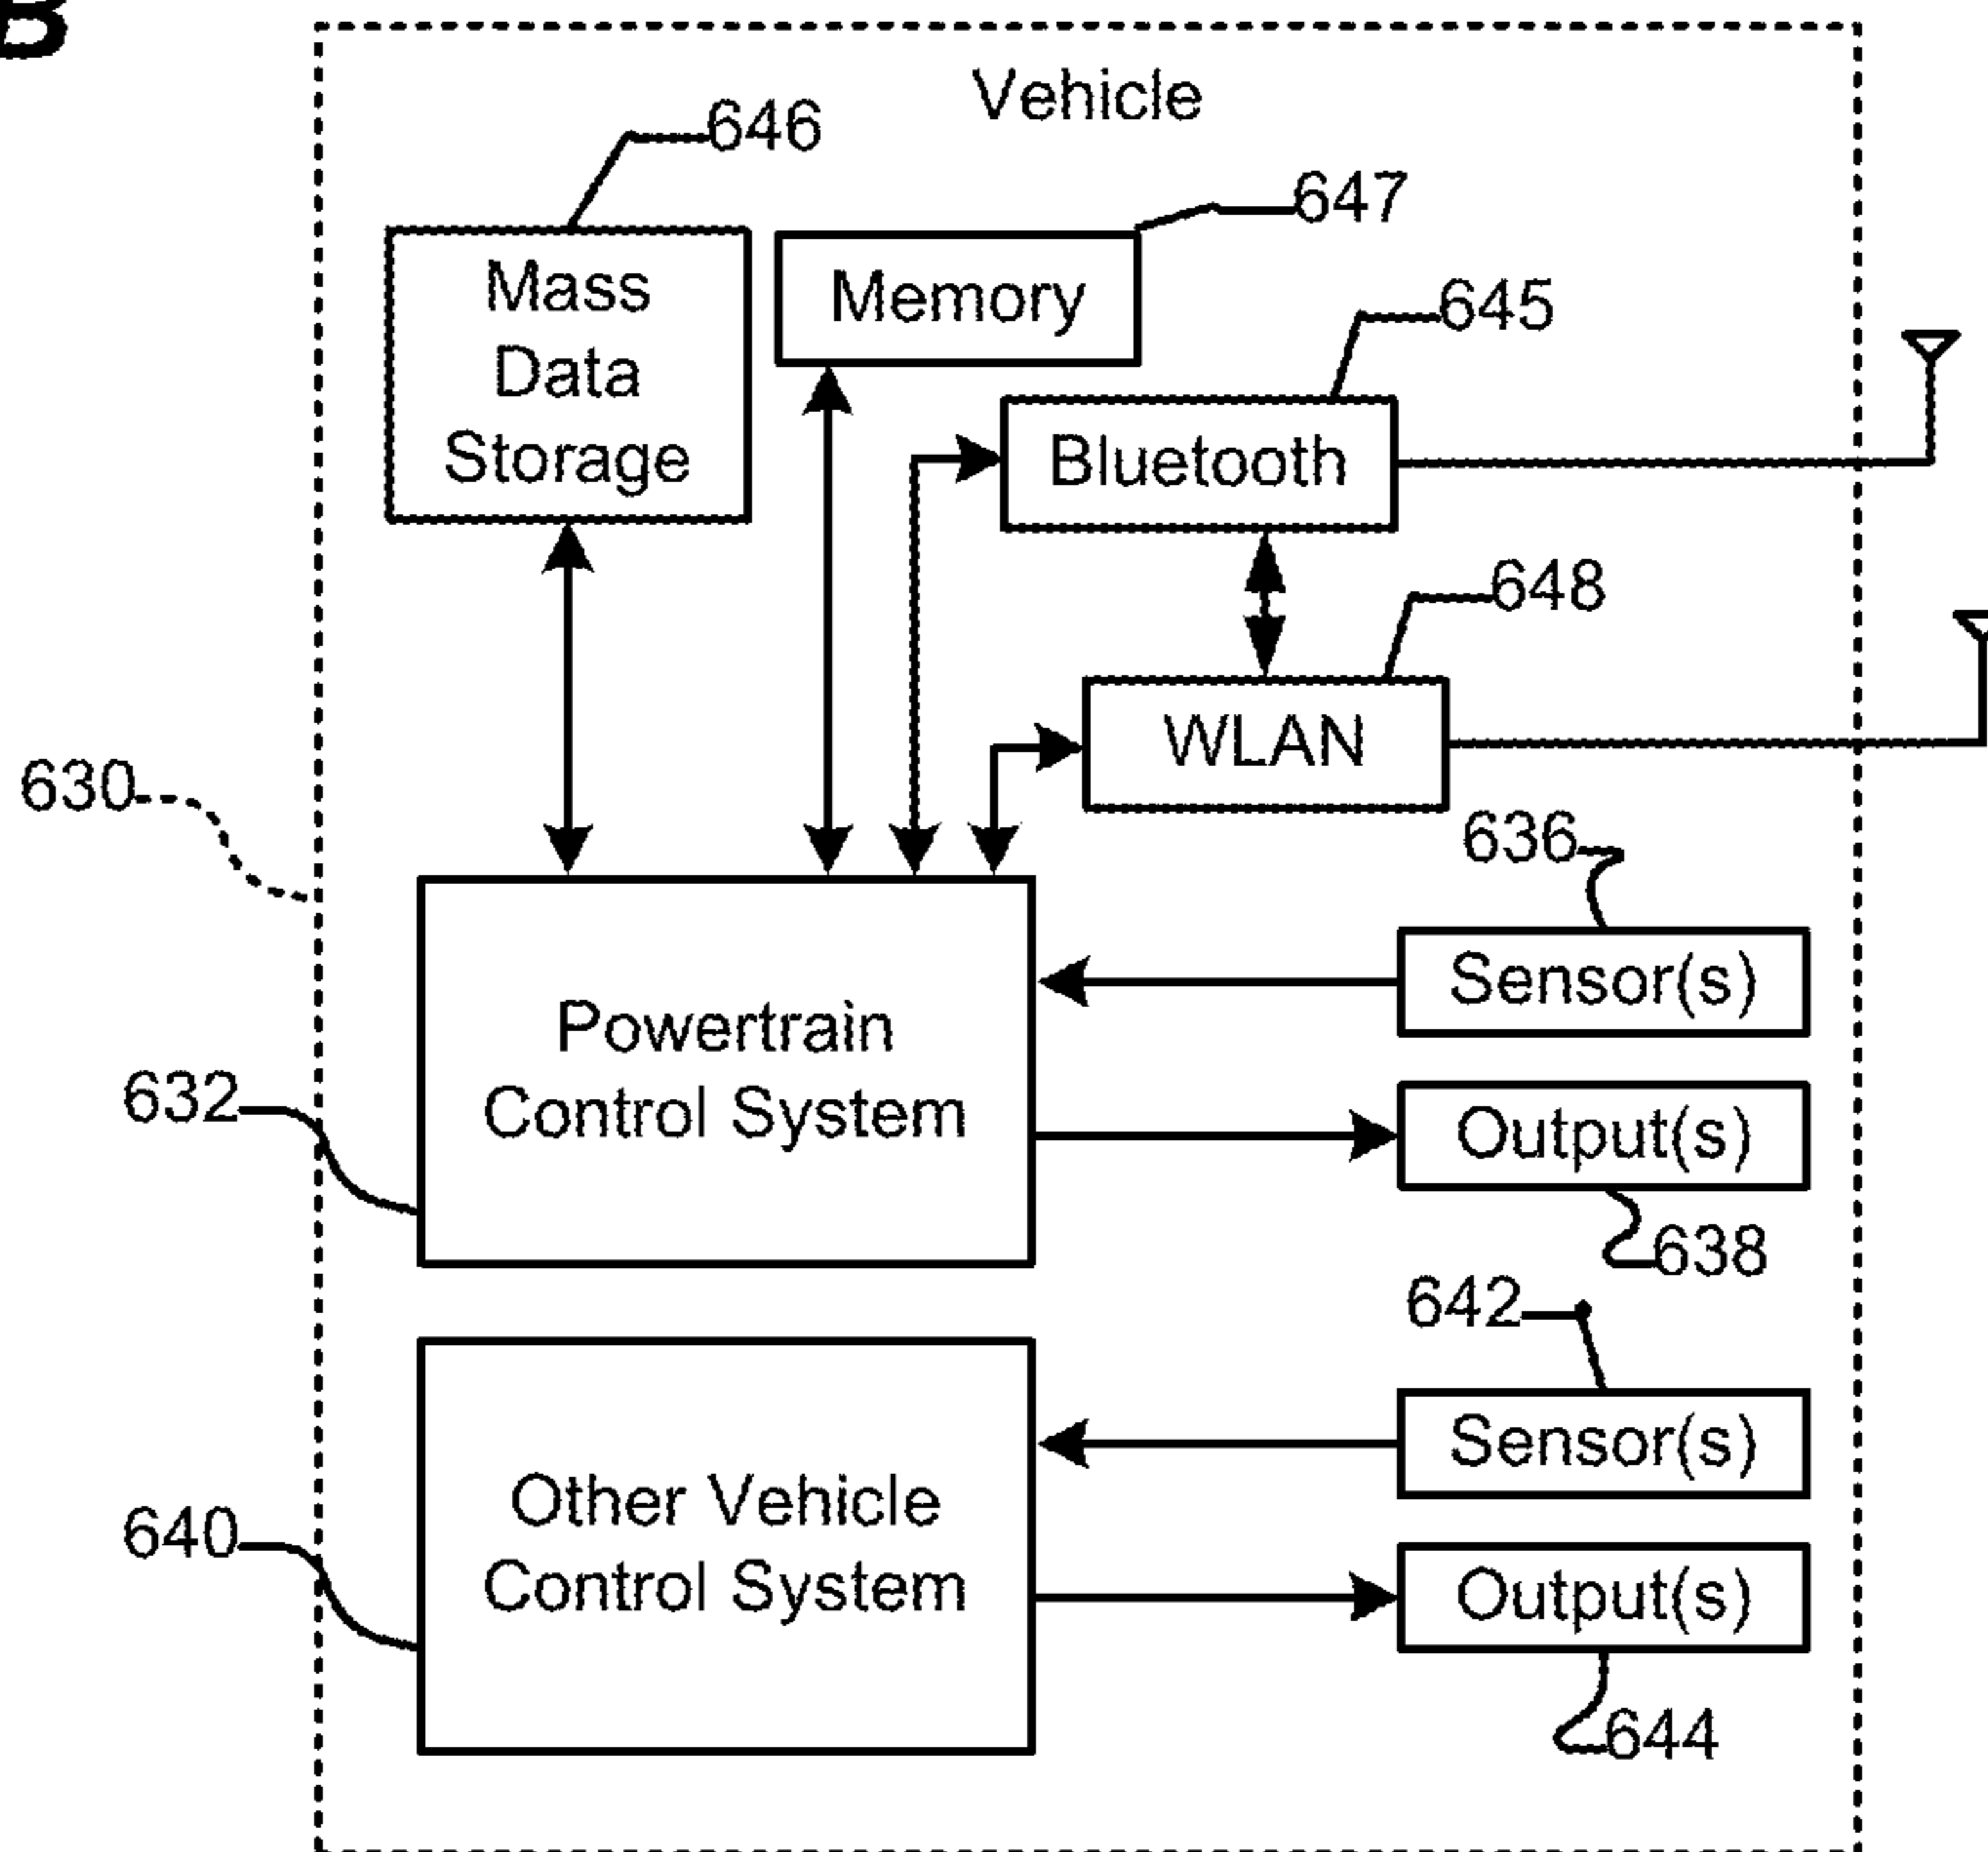 B
Vehicle
646
647
Mass
Data
Storage
Memory
645
Bluetooth
648
WLAN
630
636
Sensor(s)
Powertrain
Control System
632
Output(s)
638
642
Sensor(s)
Other Vehicle
Control System
640
Output(s)
644